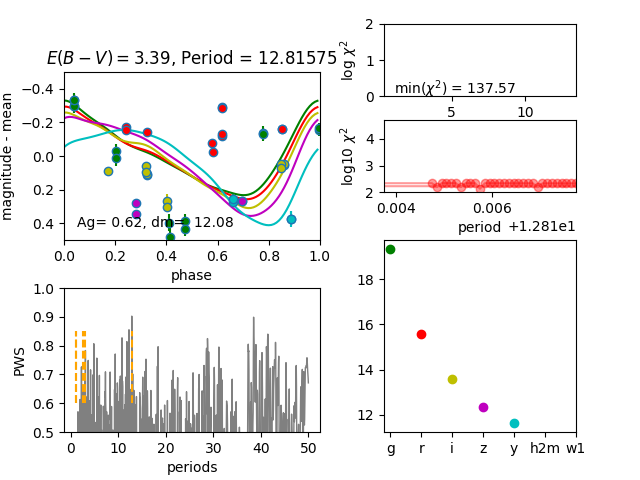 E(B − V) = 3.39, Period = 12.81575
magnitude - mean
−0.4
−0.2
0.0
0.2
0.4
Ag= 0.62, dm= 12.08
0.0 0.2 0.4 0.6 0.8 1.0
phase
log χ²
2
1
0
min(χ²) = 137.57
5 10
log10 χ²
4
3
2
0.004 0.006
period +1.281e1
PWS
1.0
0.9
0.8
0.7
0.6
0.5
0 10 20 30 40 50
periods
18
16
14
12
g r i z y h2m w1